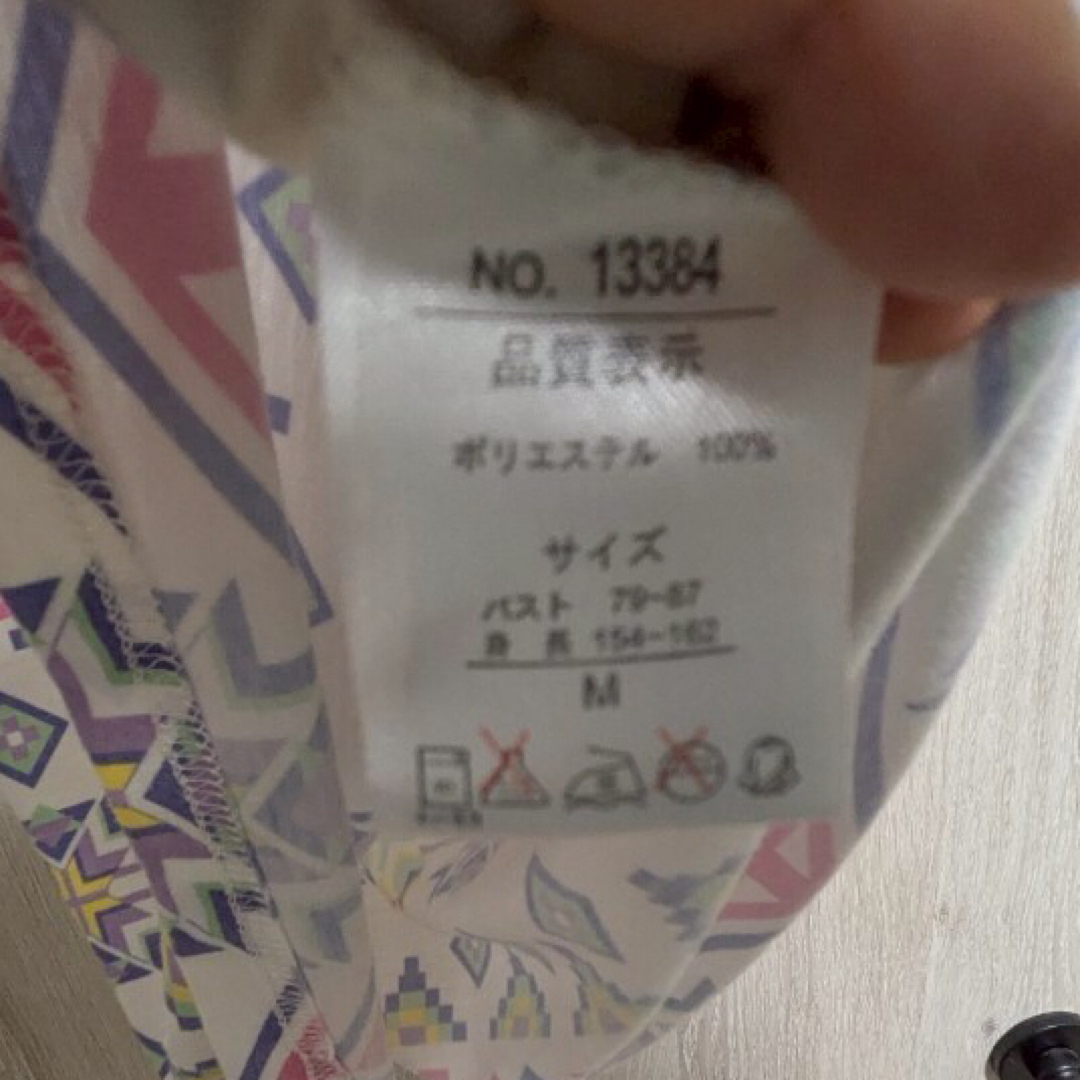 NO. 13384
品質表示
ポリエステル 100%
サイズ
バスト 79-87
身 長 154-162
M